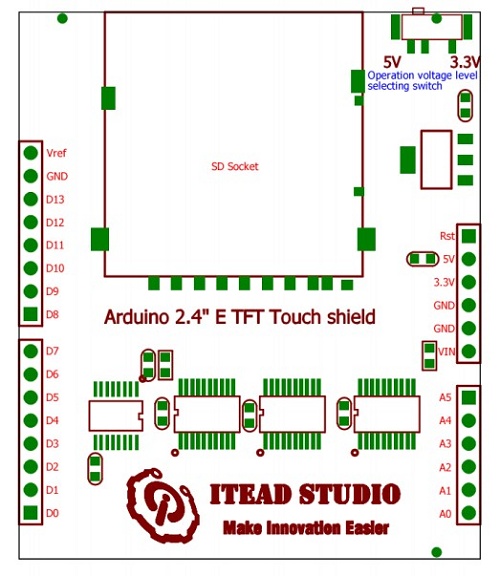 5V 3.3V
Operation voltage level
selecting switch
SD Socket
Vref
GND
D13
D12
D11
D10
D9
D8
Rst
5V
3.3V
GND
GND
VIN
Arduino 2.4" E TFT Touch shield
D7
D6
D5
D4
D3
D2
D1
D0
A5
A4
A3
A2
A1
A0
ITEAD STUDIO
Make Innovation Easier